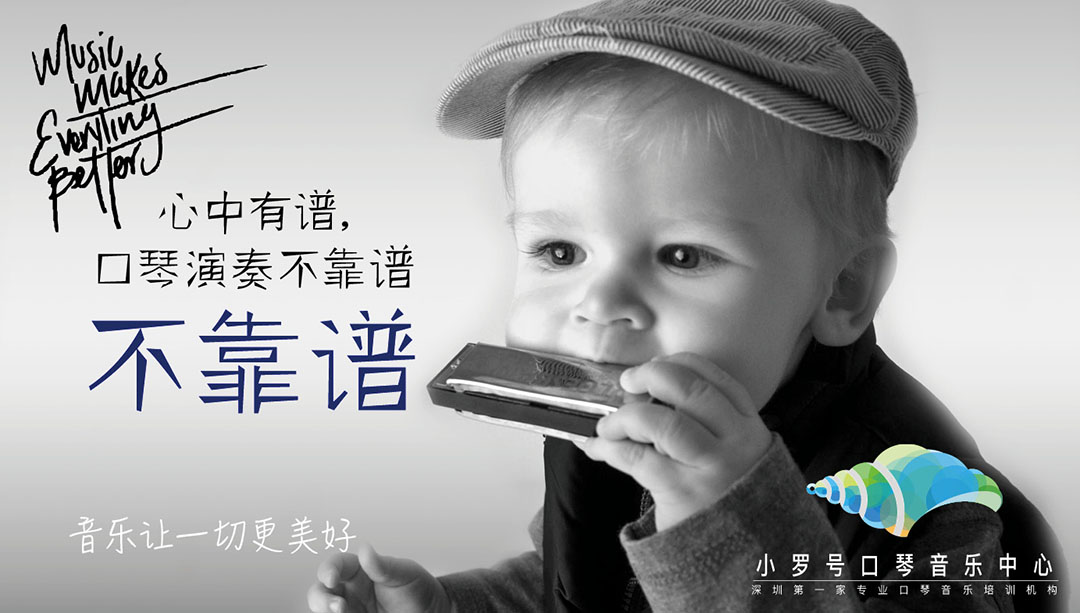 Music
Makes
Everyting
Better
心中有谱，
口琴演奏不靠谱
不靠谱
音乐让一切更美好
小罗号口琴音乐中心
深圳第一家专业口琴音乐培训机构